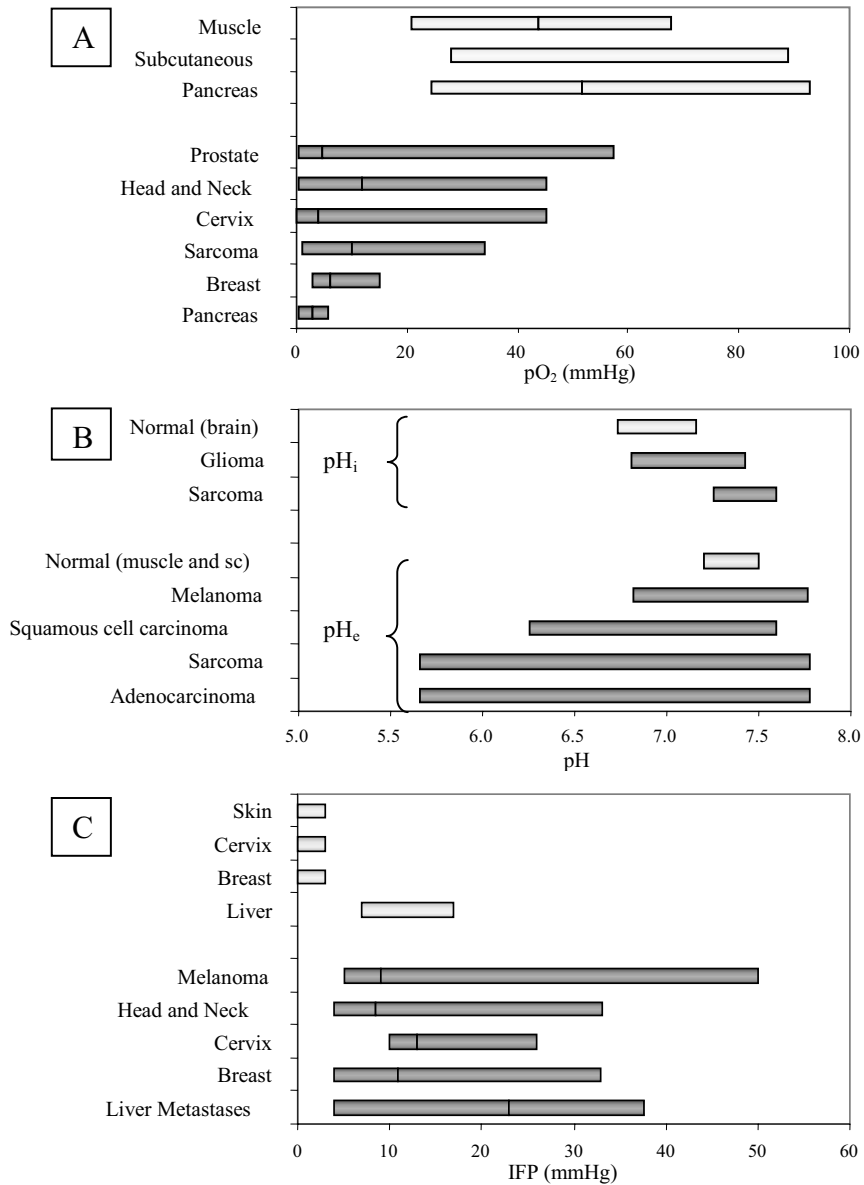 A
Muscle
Subcutaneous
Pancreas
Prostate
Head and Neck
Cervix
Sarcoma
Breast
Pancreas
0 20 40 60 80 100
pO₂ (mmHg)
B
Normal (brain)
Glioma
Sarcoma
pHᵢ
Normal (muscle and sc)
Melanoma
Squamous cell carcinoma
Sarcoma
Adenocarcinoma
pHₑ
5.0 5.5 6.0 6.5 7.0 7.5 8.0
pH
C
Skin
Cervix
Breast
Liver
Melanoma
Head and Neck
Cervix
Breast
Liver Metastases
0 10 20 30 40 50 60
IFP (mmHg)